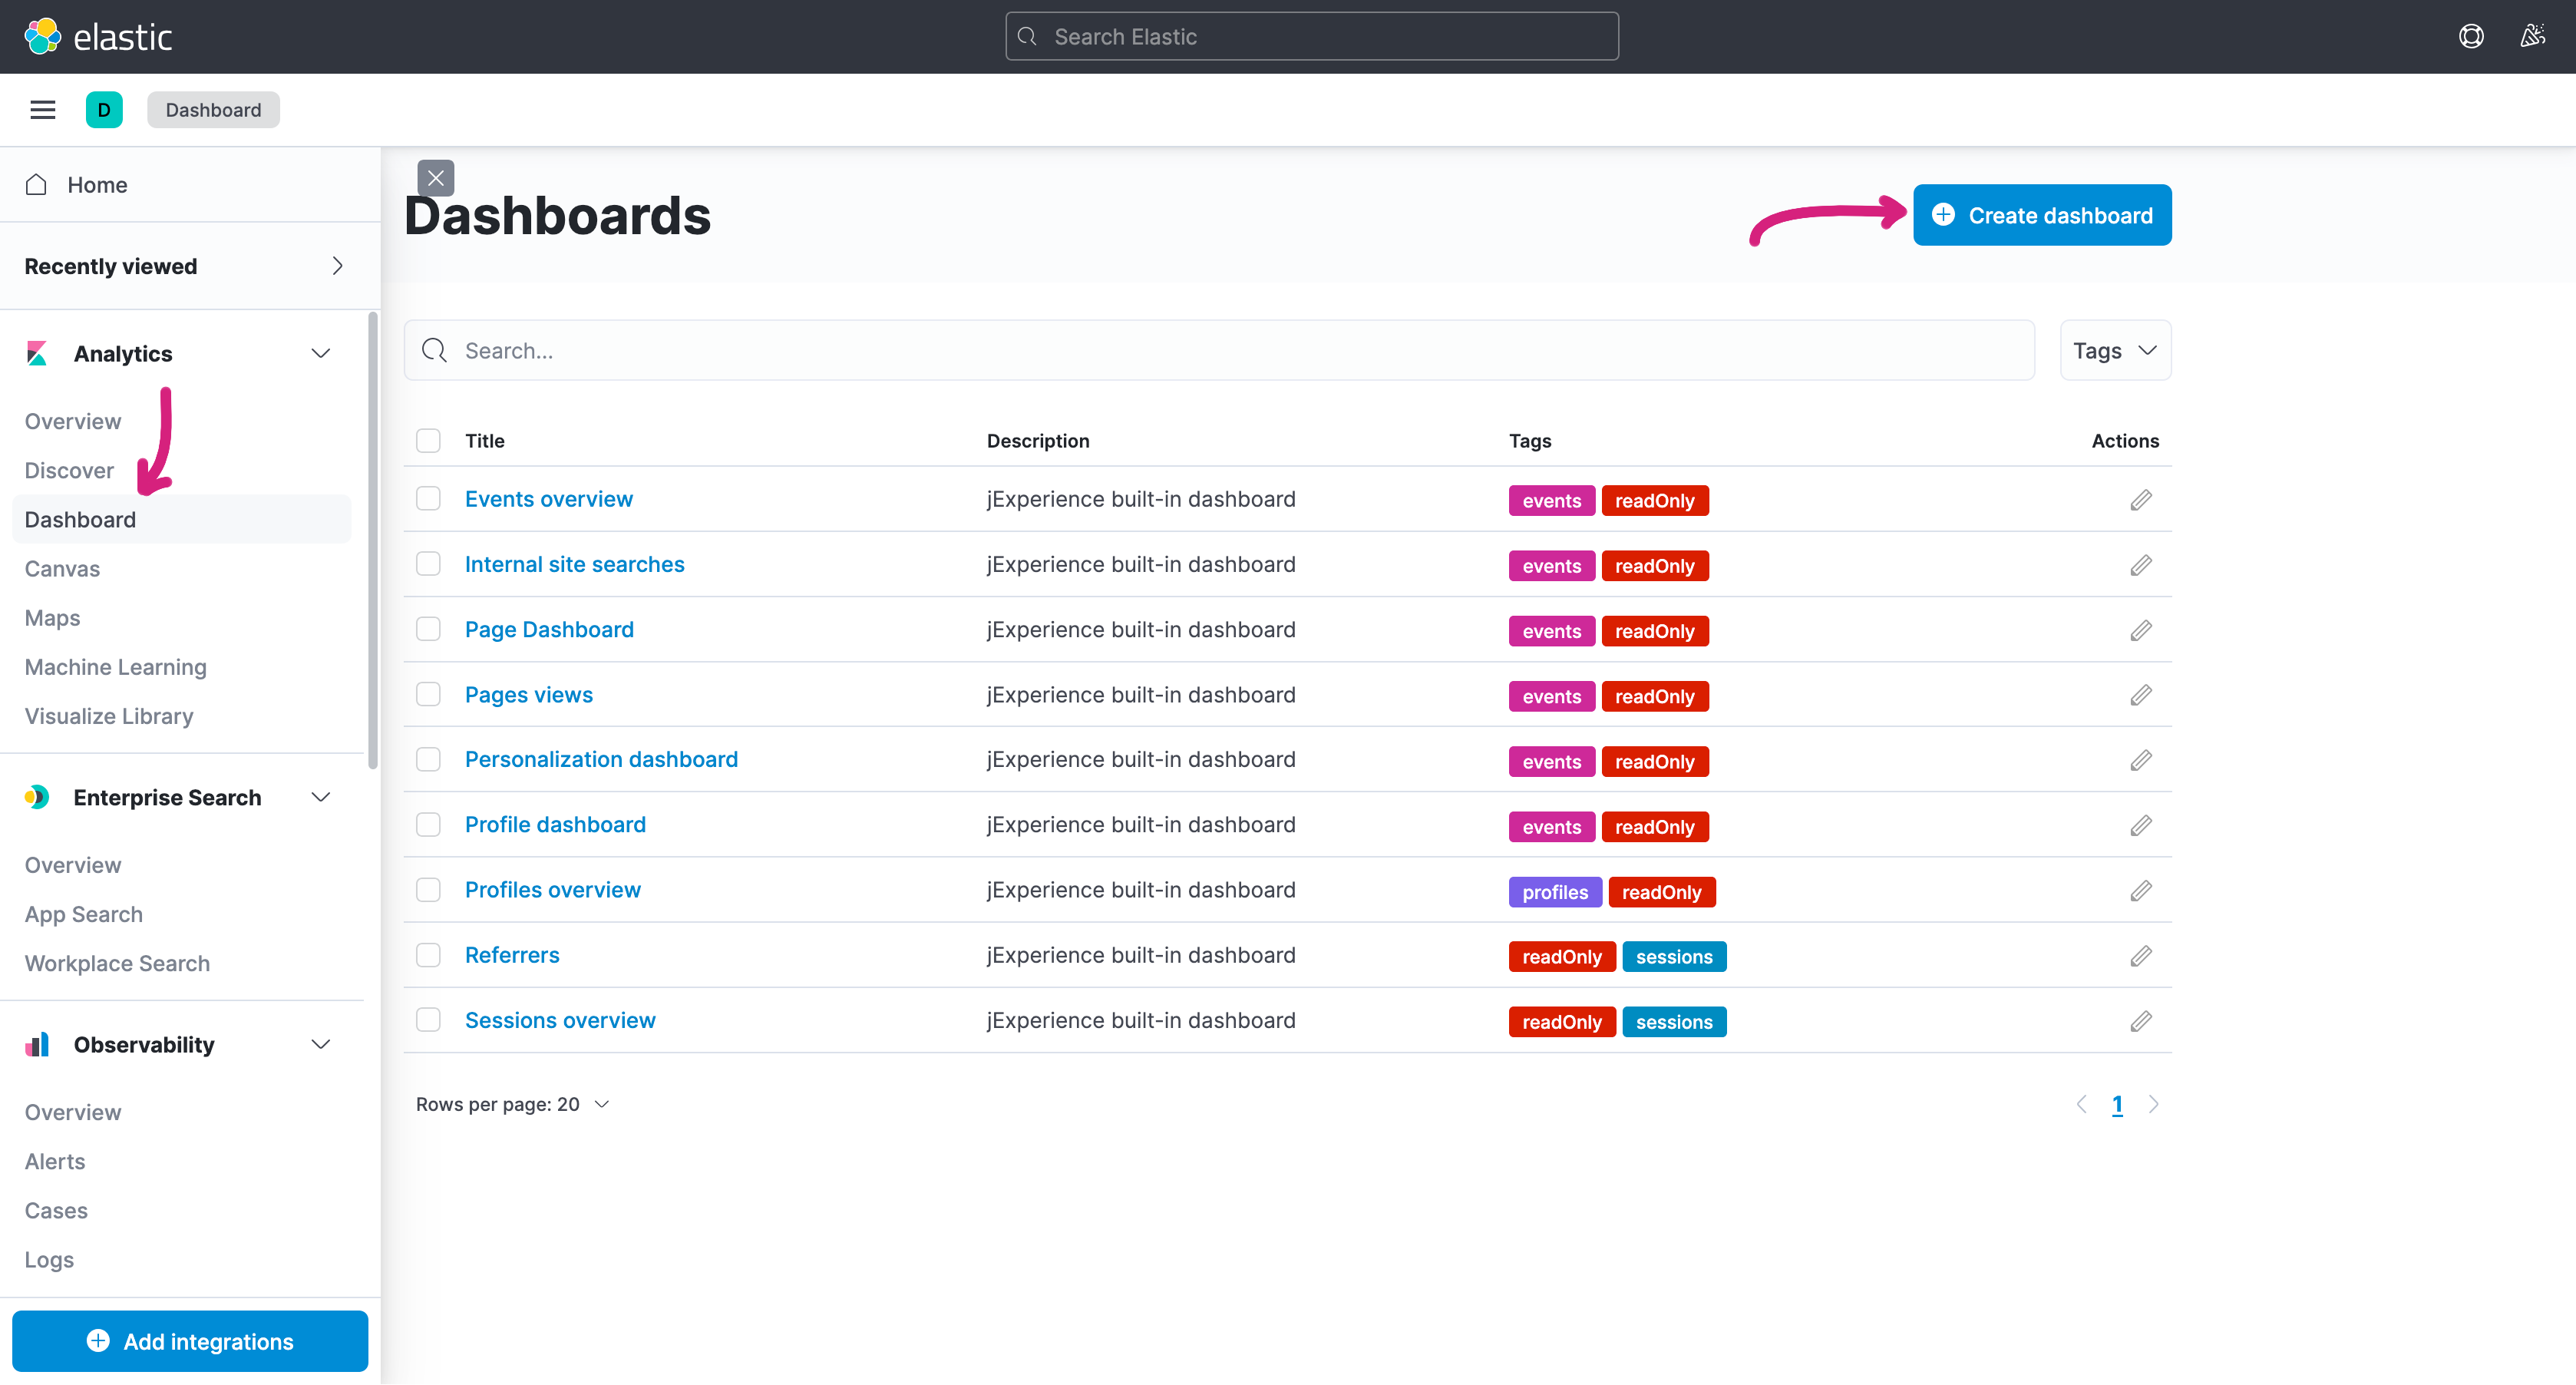 elastic
Search Elastic
D
Dashboard
Home
Recently viewed
Analytics
Overview
Discover
Dashboard
Canvas
Maps
Machine Learning
Visualize Library
Enterprise Search
Overview
App Search
Workplace Search
Observability
Overview
Alerts
Cases
Logs
Add integrations
Dashboards
Create dashboard
Search...
Tags
Title Description Tags Actions
Events overview jExperience built-in dashboard events readOnly
Internal site searches jExperience built-in dashboard events readOnly
Page Dashboard jExperience built-in dashboard events readOnly
Pages views jExperience built-in dashboard events readOnly
Personalization dashboard jExperience built-in dashboard events readOnly
Profile dashboard jExperience built-in dashboard events readOnly
Profiles overview jExperience built-in dashboard profiles readOnly
Referrers jExperience built-in dashboard readOnly sessions
Sessions overview jExperience built-in dashboard readOnly sessions
Rows per page: 20
1